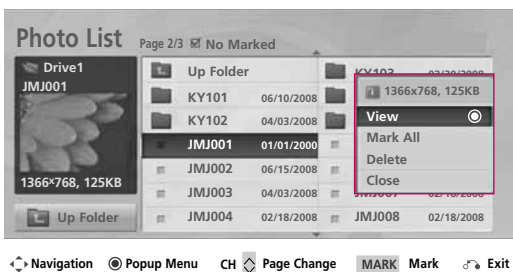 Photo List Page 2/3 No Marked
Drive1
JMJ001
1366x768, 125KB
Up Folder
Up Folder
KY101 06/10/2008
KY102 04/03/2008
JMJ001 01/01/2000
JMJ002 06/15/2008
JMJ003 04/03/2008
JMJ004 02/18/2008
KY103
JMJ008 02/18/2008
1366x768, 125KB
View
Mark All
Delete
Close
Navigation Popup Menu CH Page Change MARK Mark Exit